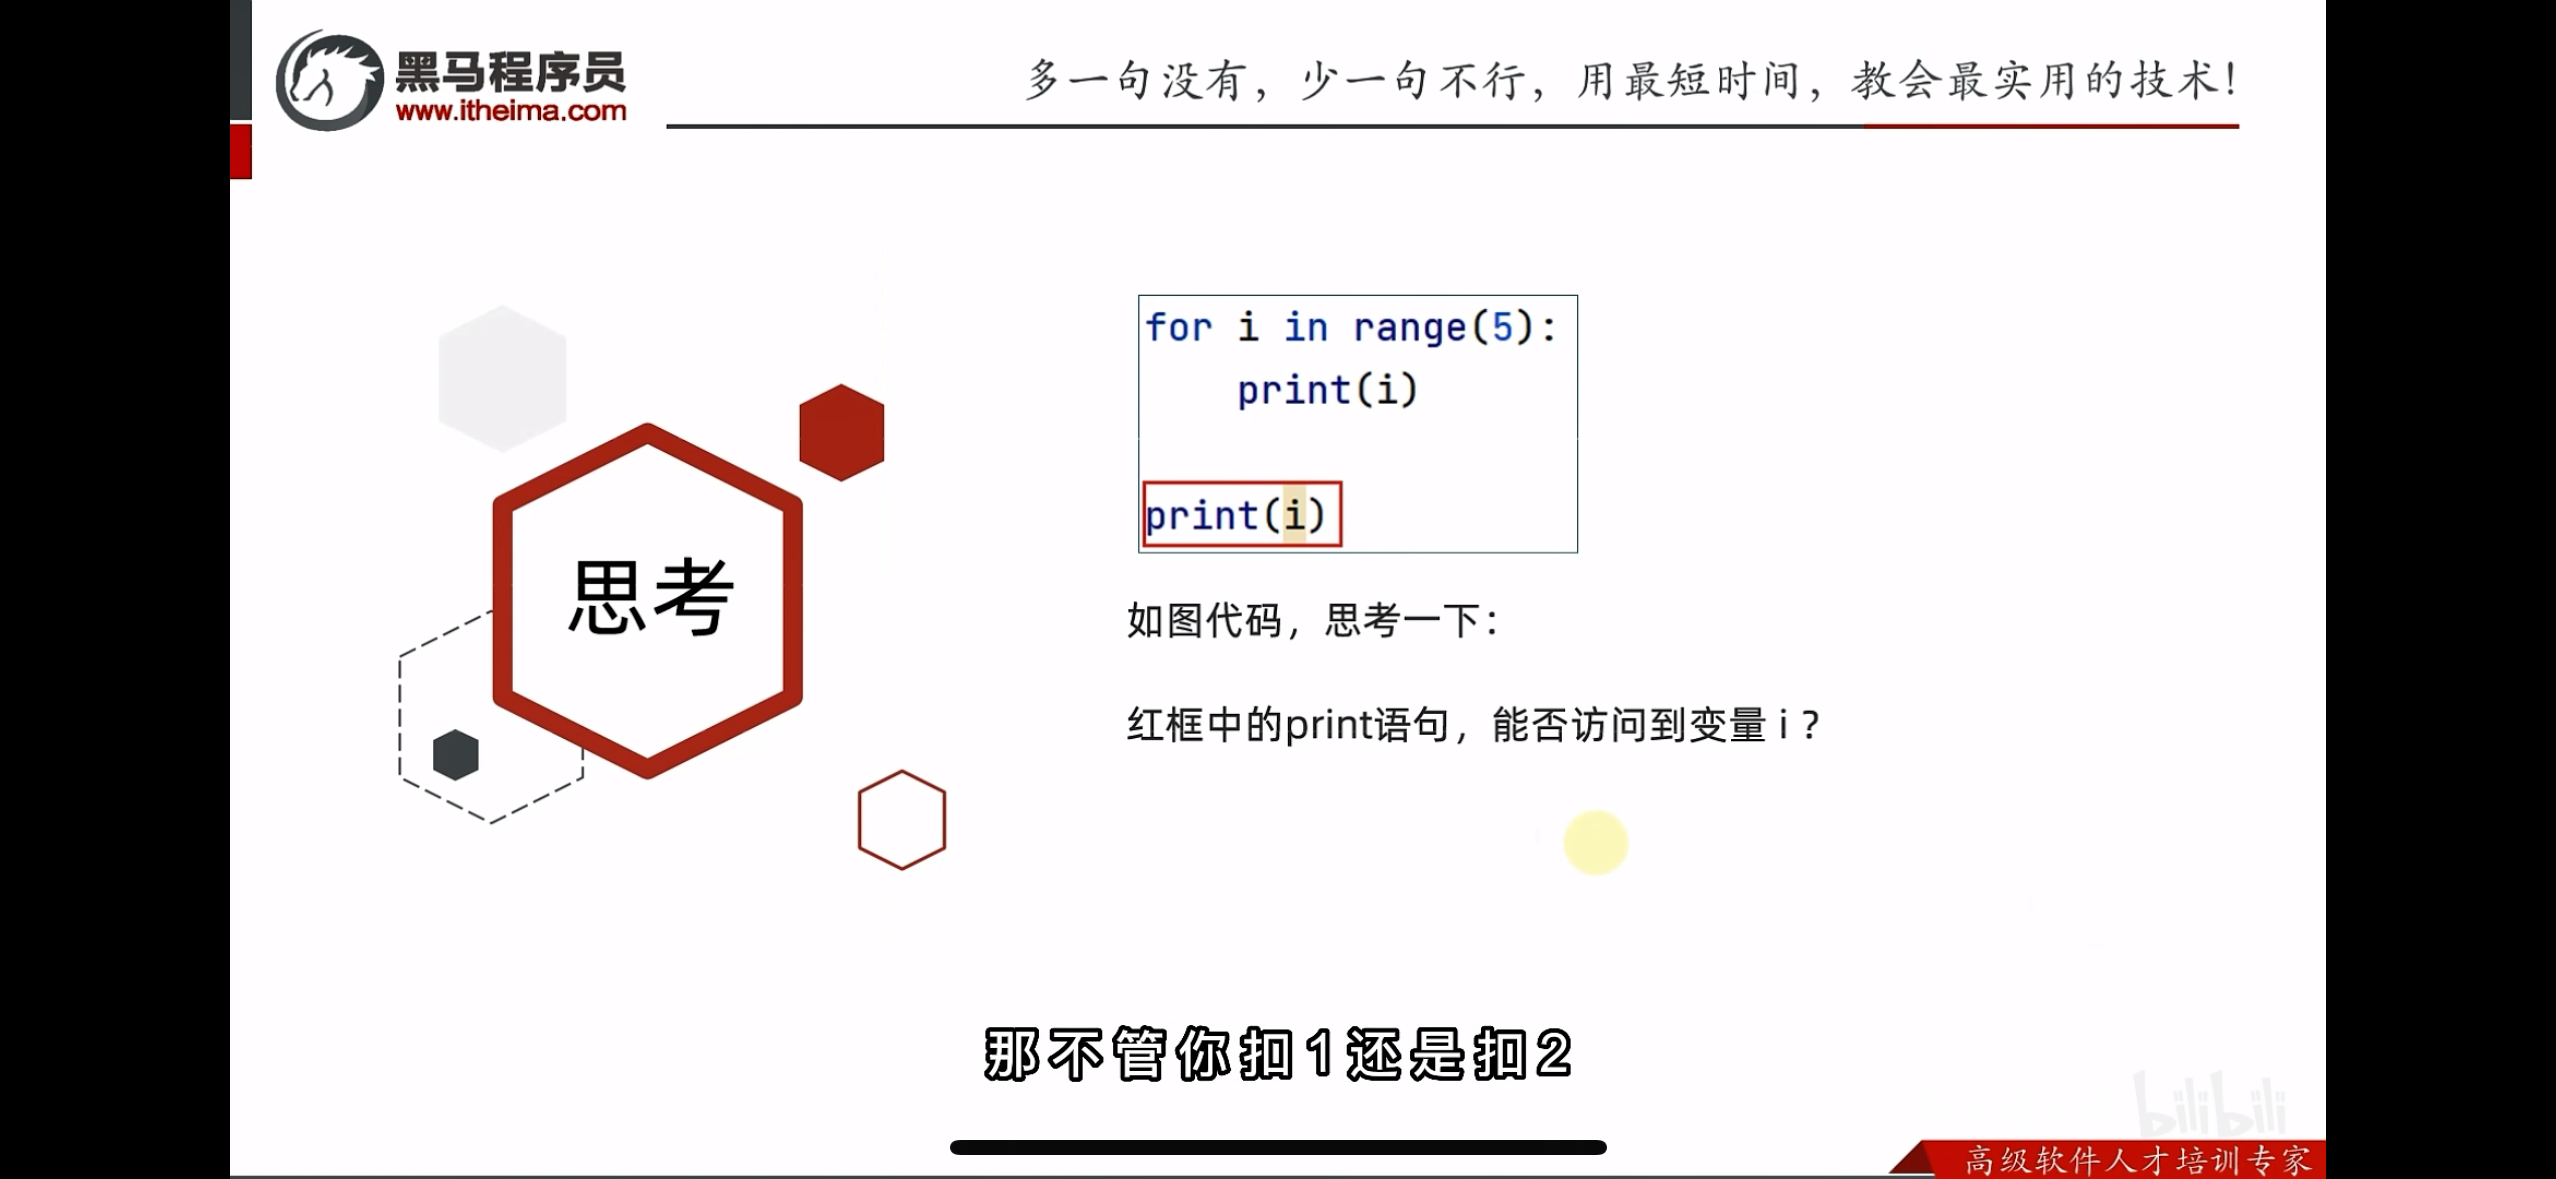 黑马程序员
www.itheima.com
多一句没有，少一句不行，用最短时间，教会最实用的技术！
思考
for i in range(5):
    print(i)
print(i)
如图代码，思考一下：
红框中的print语句，能否访问到变量 i ?
那不管你扣1还是扣2
bilibili
高级软件人才培训专家